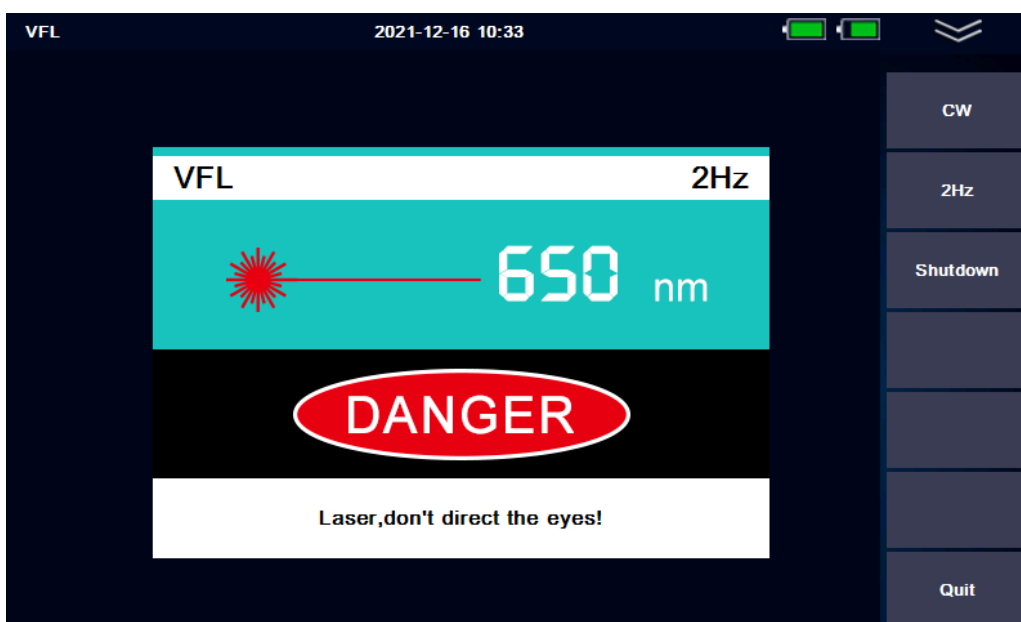 VFL 2021-12-16 10:33
CW
VFL 2Hz
2Hz
650 nm
Shutdown
DANGER
Laser,don't direct the eyes!
Quit